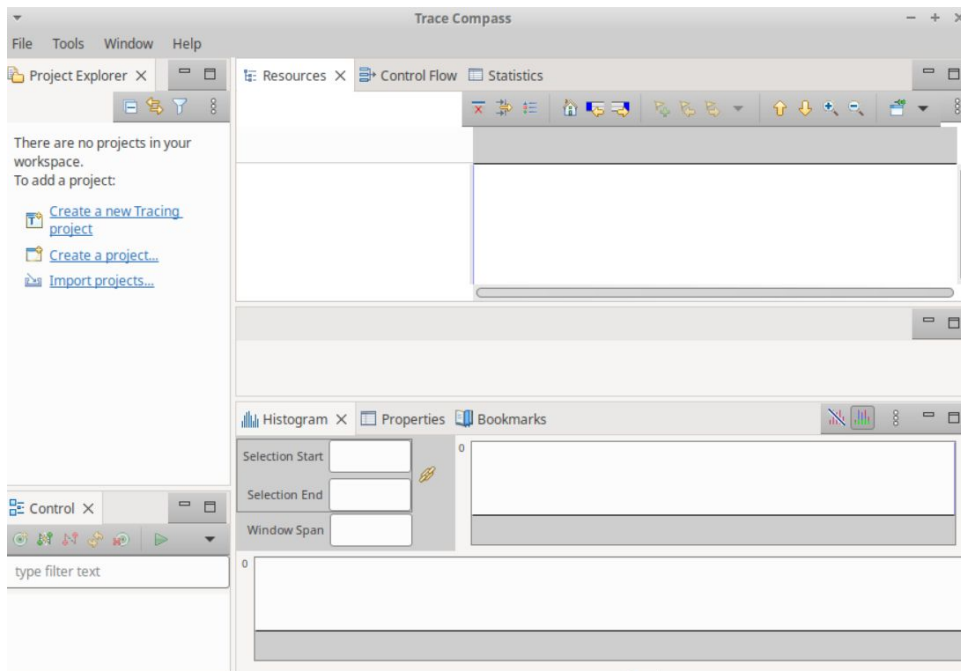 Trace Compass
File Tools Window Help
Project Explorer
There are no projects in your
workspace.
To add a project:
Create a new Tracing
project
Create a project...
Import projects...
Control
type filter text
Resources Control Flow Statistics
Histogram Properties Bookmarks
Selection Start
Selection End
Window Span
0
0